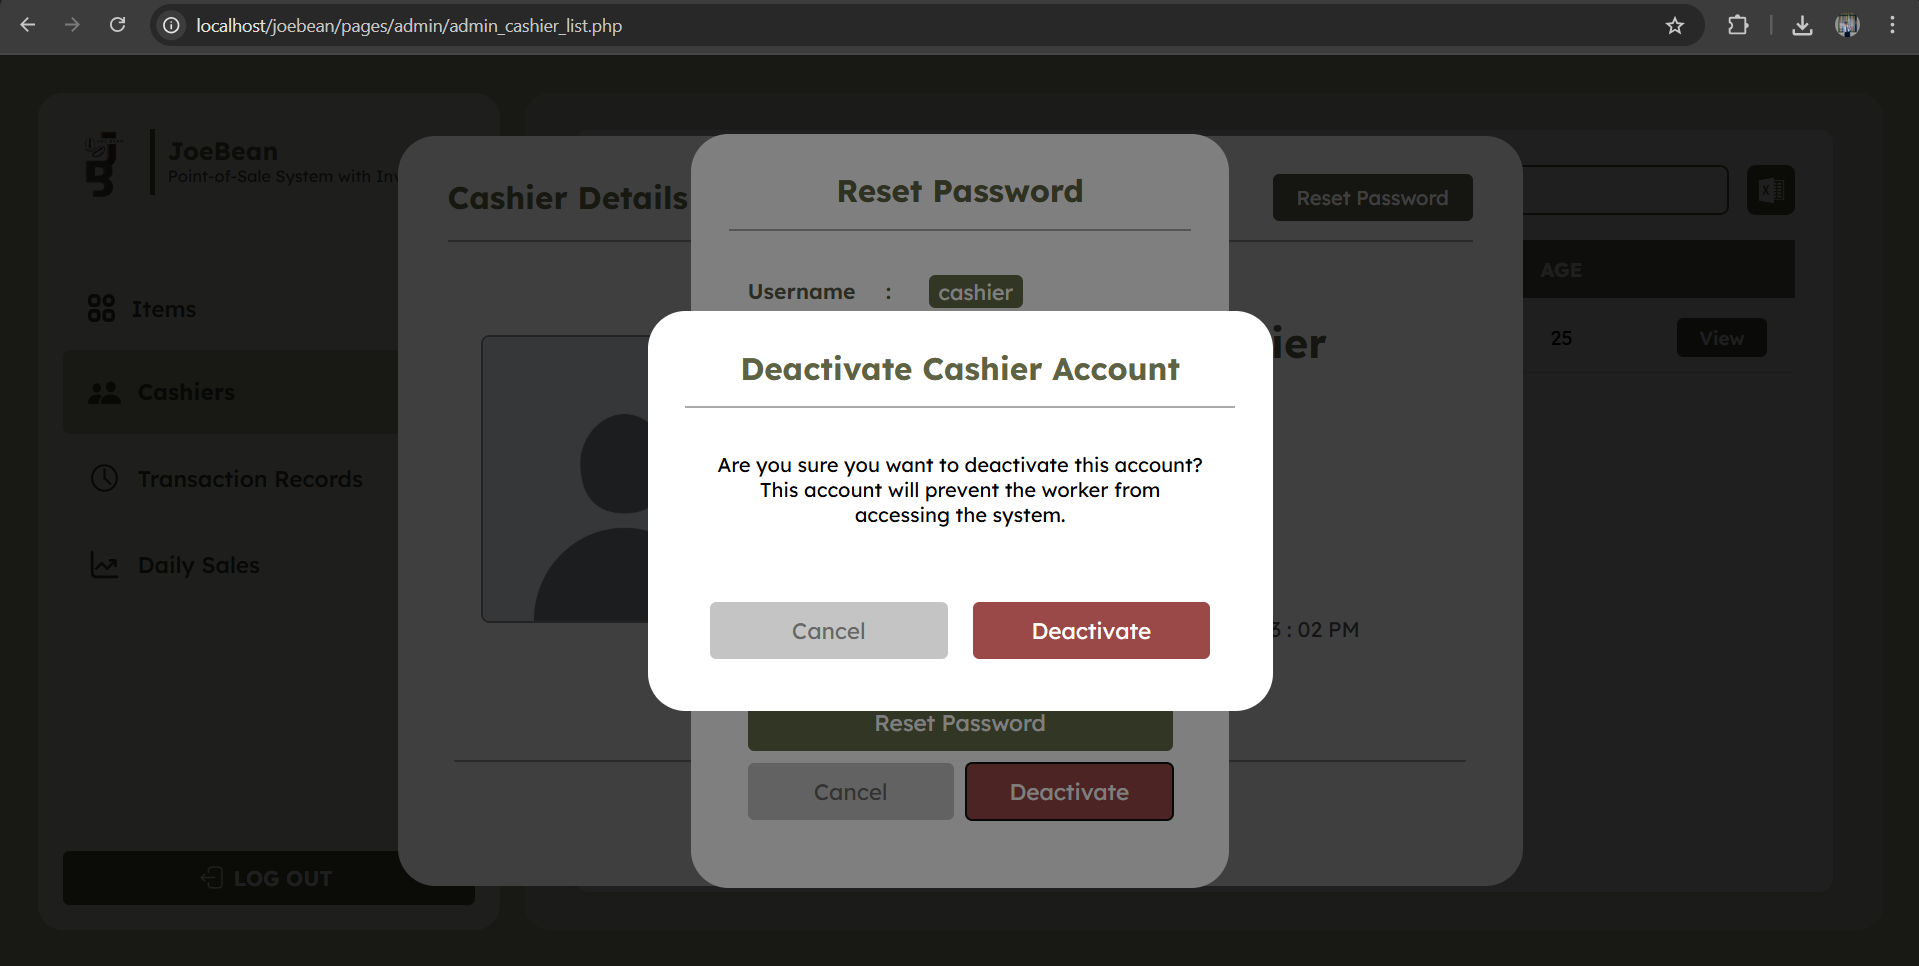 localhost/joebean/pages/admin/admin_cashier_list.php
JoeBean
Point-of-Sale System with Inv
Items
Cashiers
Transaction Records
Daily Sales
LOG OUT
Cashier Details
Reset Password
AGE
25
View
ier
: 02 PM
Reset Password
Username : cashier
Reset Password
Cancel
Deactivate
Deactivate Cashier Account
Are you sure you want to deactivate this account?
This account will prevent the worker from
accessing the system.
Cancel
Deactivate